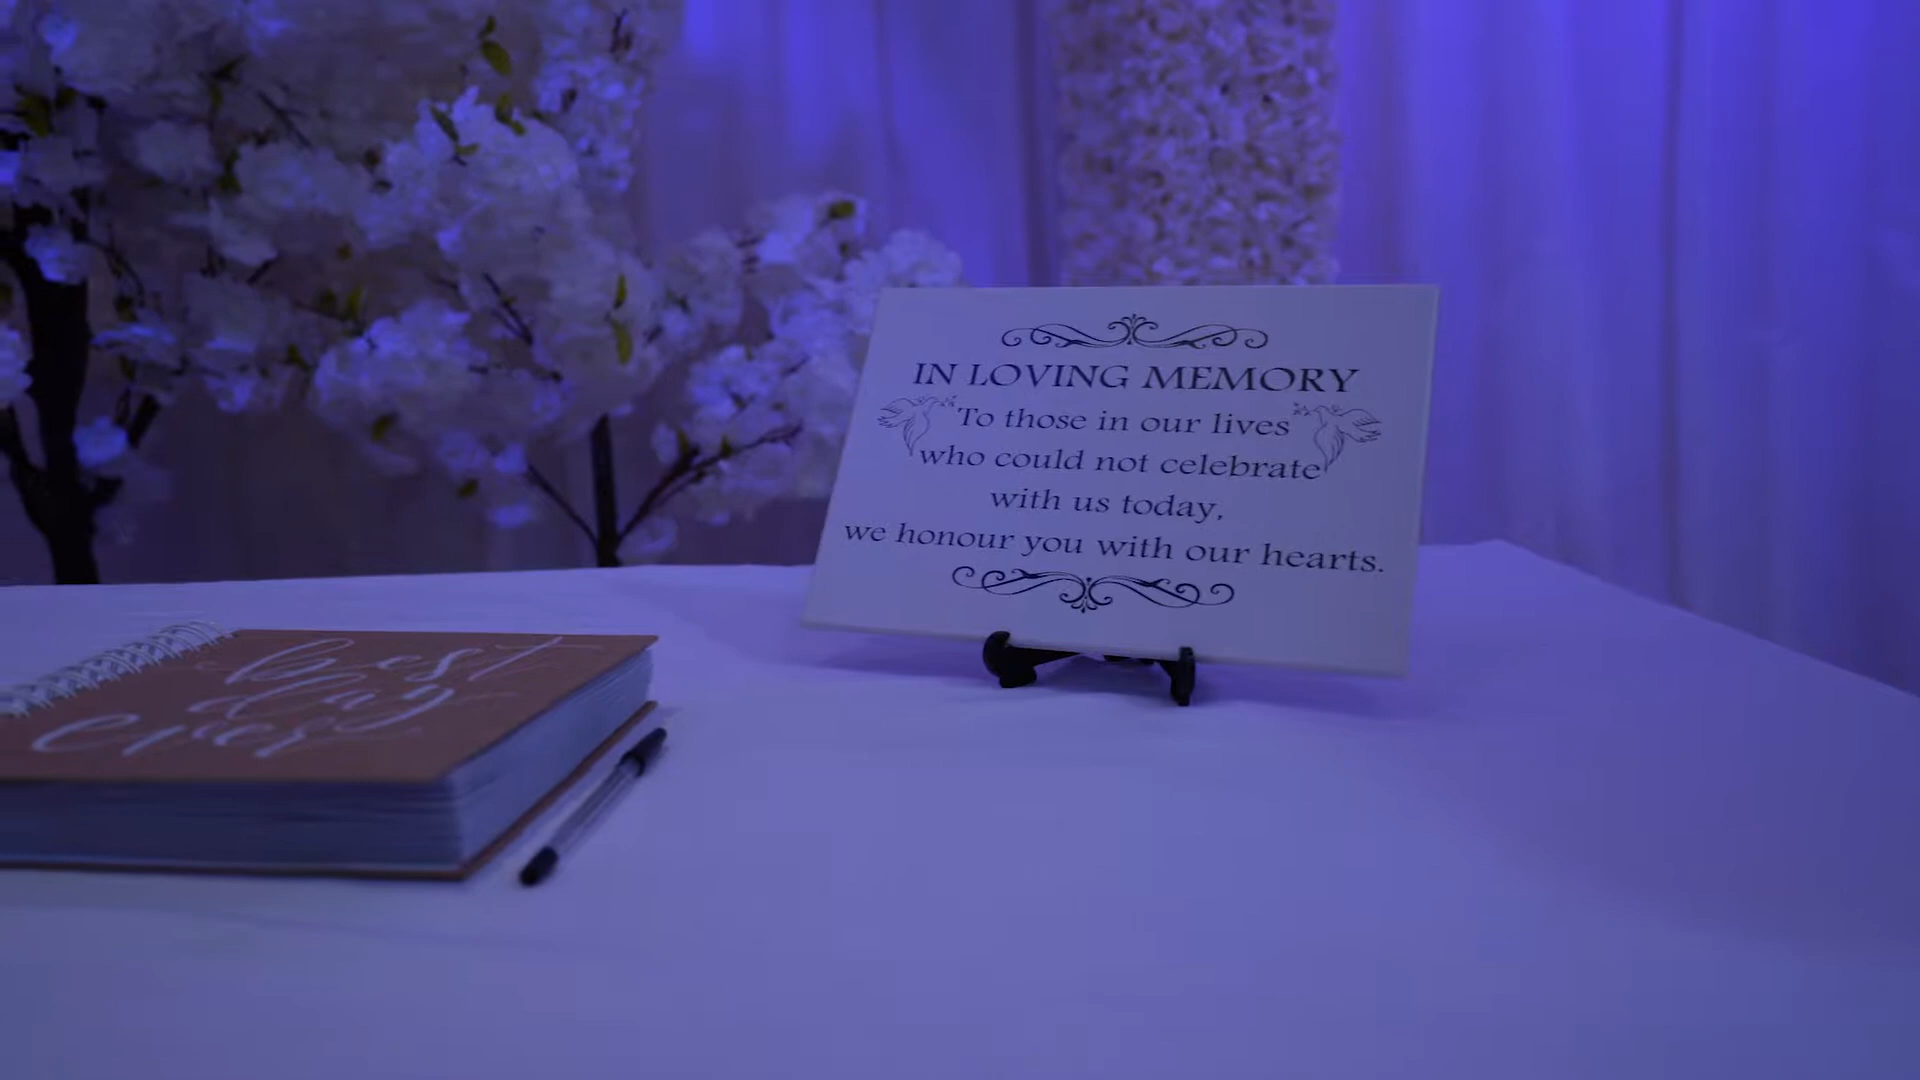 IN LOVING MEMORY
To those in our lives
who could not celebrate
with us today,
we honour you with our hearts.
best
day
ever